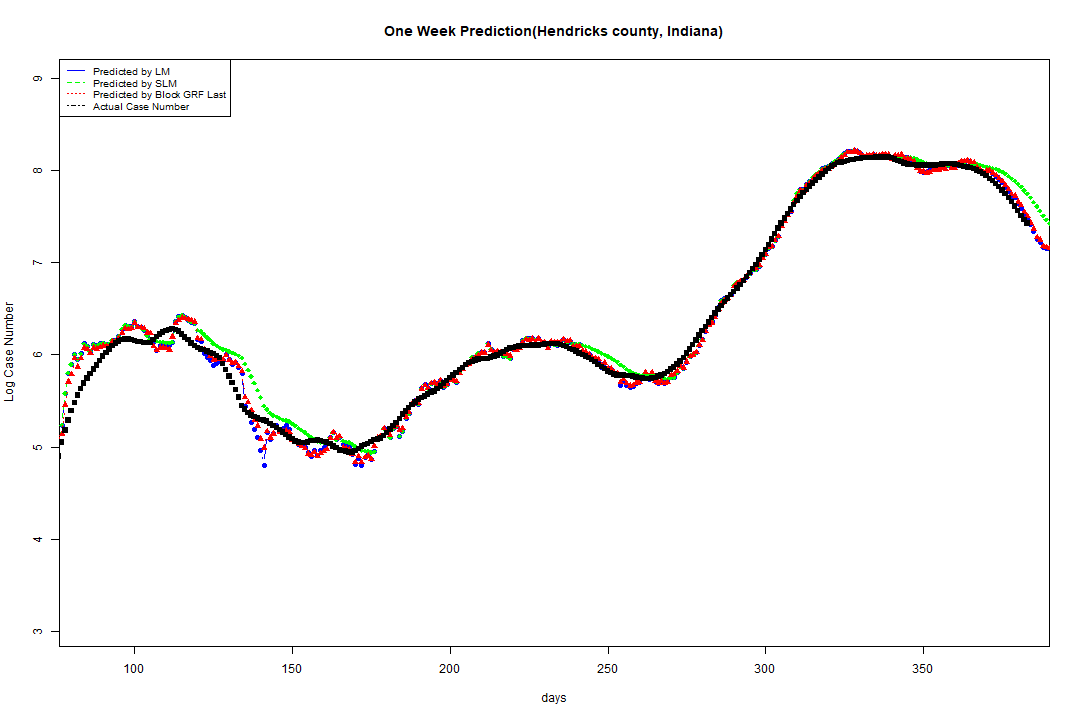 One Week Prediction(Hendricks county, Indiana)
Predicted by LM
Predicted by SLM
Predicted by Block GRF Last
Actual Case Number
Log Case Number
9
8
7
6
5
4
3
100 150 200 250 300 350
days